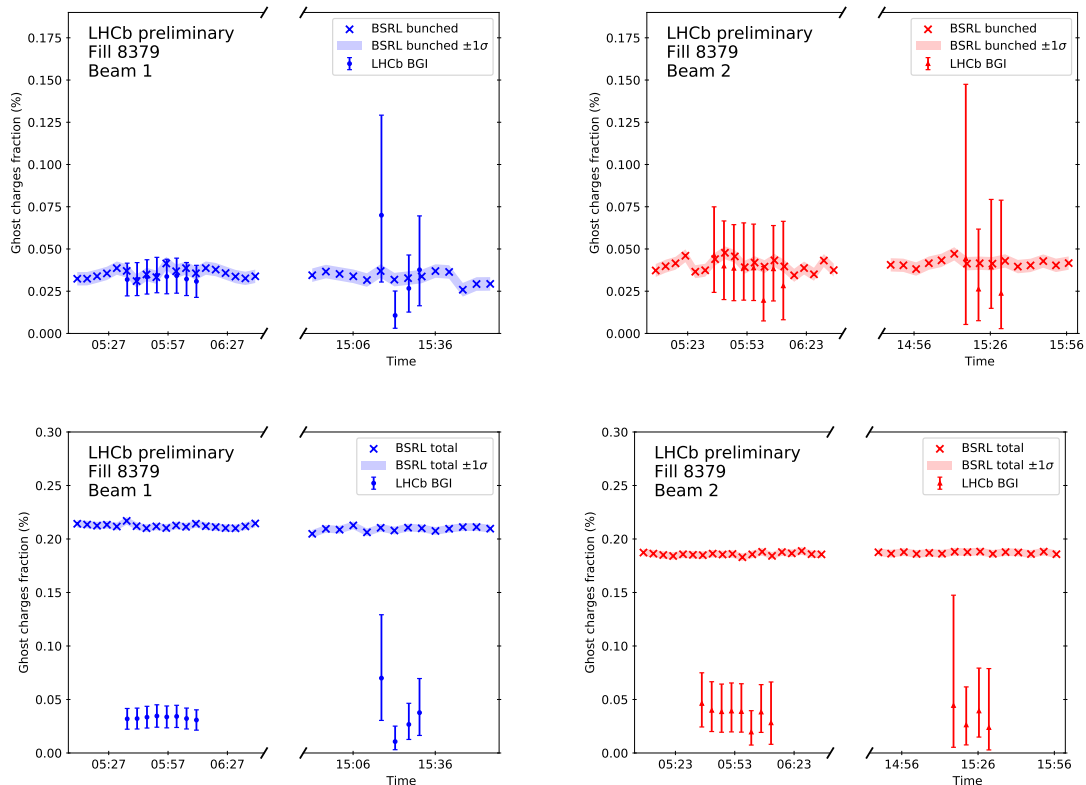 LHCb preliminary
Fill 8379
Beam 1
BSRL bunched
BSRL bunched ±1σ
LHCb BGI
Ghost charges fraction (%)
0.175
0.150
0.125
0.100
0.075
0.050
0.025
0.000
05:27
05:57
06:27
15:06
15:36
Time
LHCb preliminary
Fill 8379
Beam 2
BSRL bunched
BSRL bunched ±1σ
LHCb BGI
Ghost charges fraction (%)
0.175
0.150
0.125
0.100
0.075
0.050
0.025
0.000
05:23
05:53
06:23
14:56
15:26
15:56
Time
LHCb preliminary
Fill 8379
Beam 1
BSRL total
BSRL total ±1σ
LHCb BGI
Ghost charges fraction (%)
0.30
0.25
0.20
0.15
0.10
0.05
0.00
05:27
05:57
06:27
15:06
15:36
Time
LHCb preliminary
Fill 8379
Beam 2
BSRL total
BSRL total ±1σ
LHCb BGI
Ghost charges fraction (%)
0.30
0.25
0.20
0.15
0.10
0.05
0.00
05:23
05:53
06:23
14:56
15:26
15:56
Time